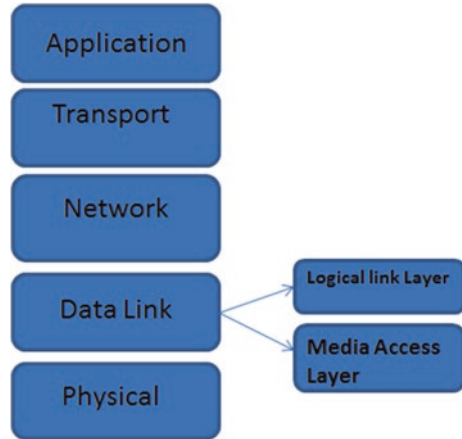 Application
Transport
Network
Data Link
Physical
Logical link Layer
Media Access
Layer